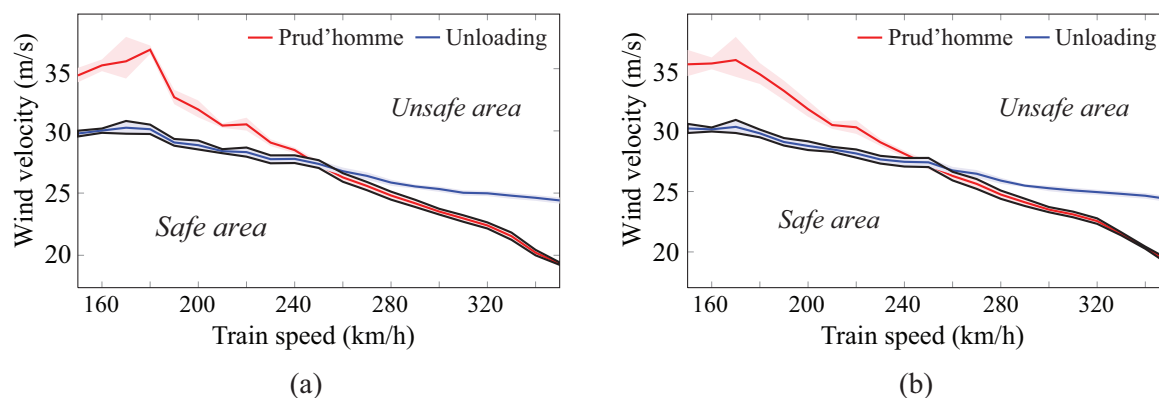 Prud’homme Unloading
Wind velocity (m/s)
35
30
25
20
Unsafe area
Safe area
160 200 240 280 320
Train speed (km/h)
(a)
Prud’homme Unloading
Wind velocity (m/s)
35
30
25
20
Unsafe area
Safe area
160 200 240 280 320
Train speed (km/h)
(b)